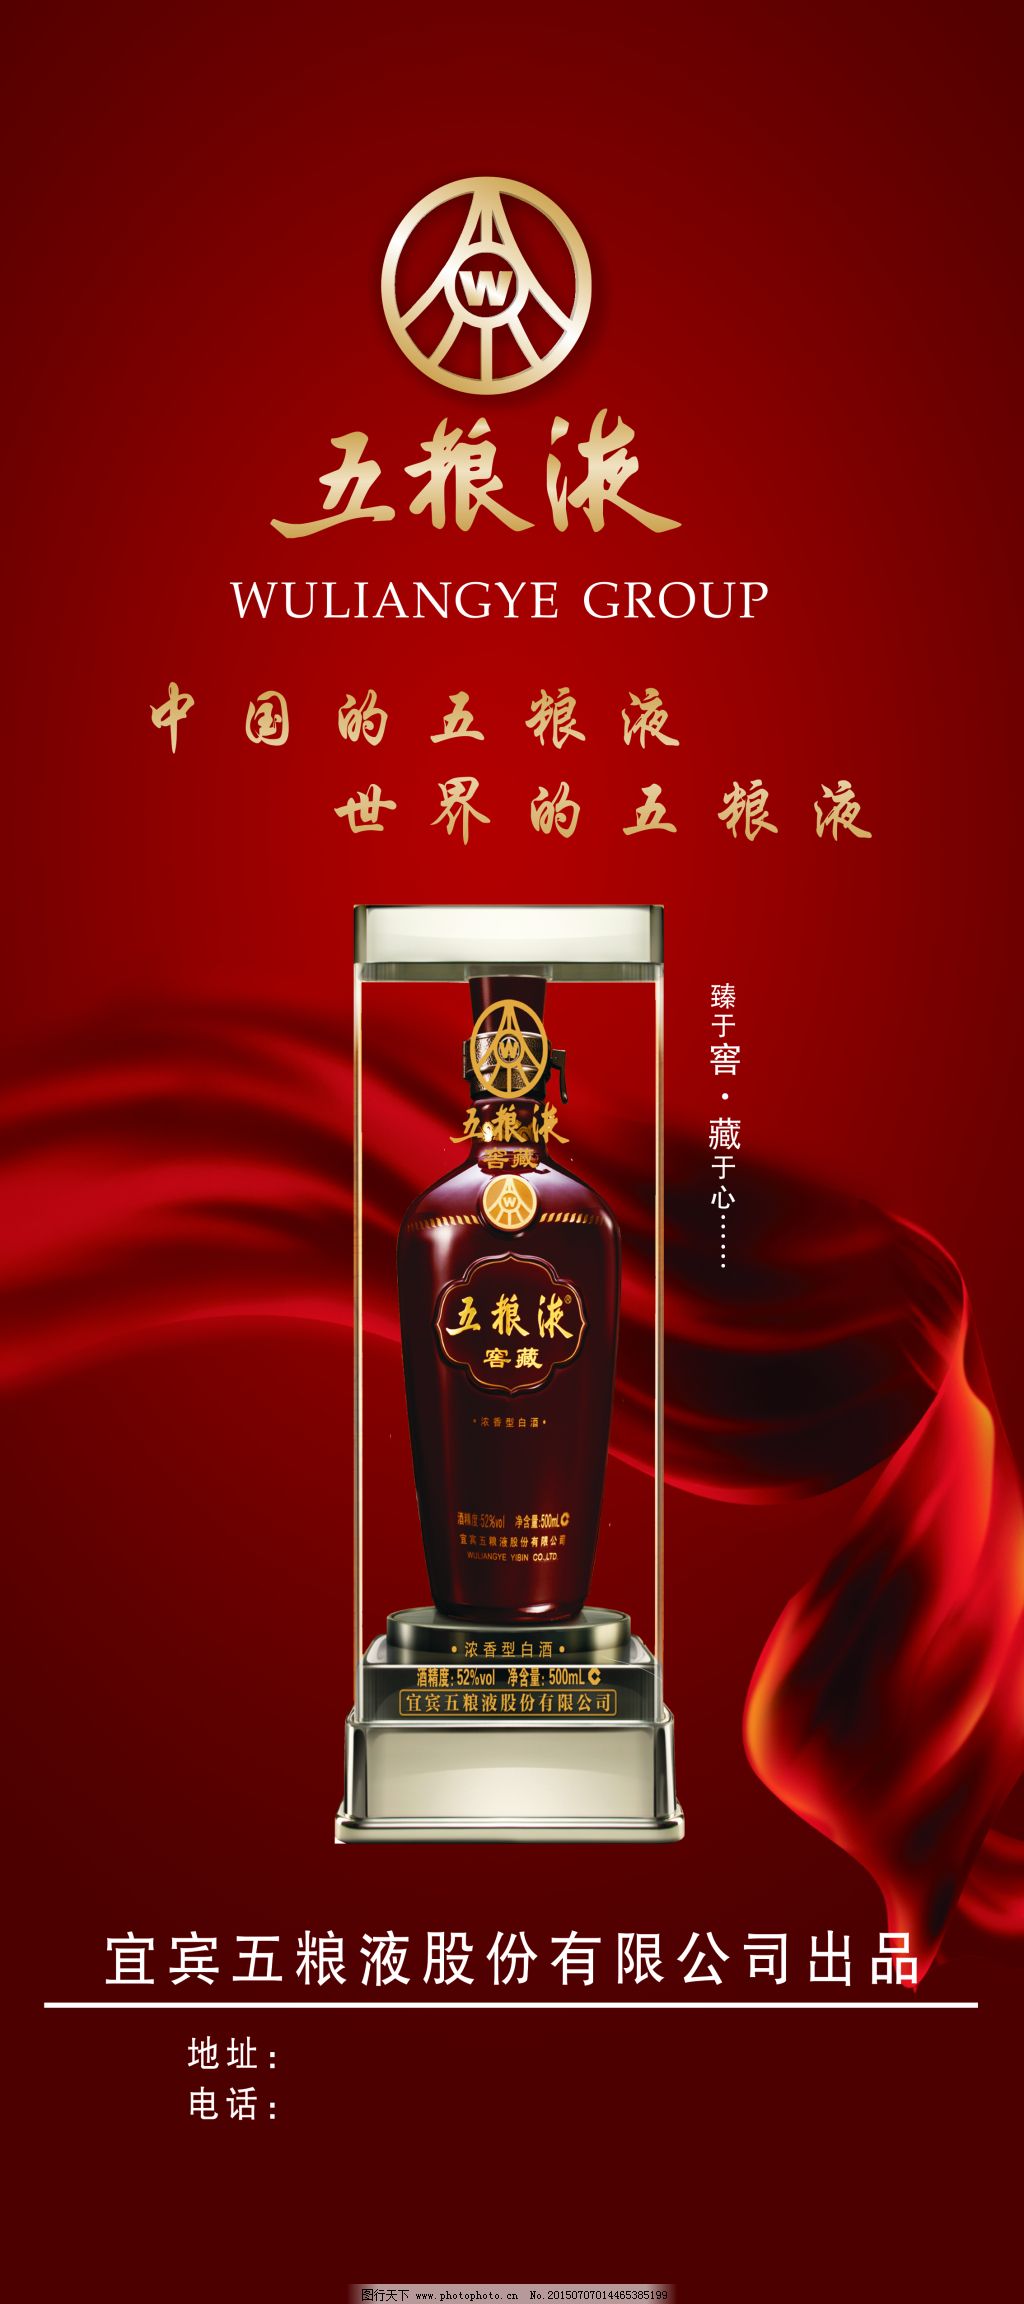 W
五粮液
WULIANGYE GROUP
中国的五粮液
世界的五粮液
臻于窖·藏于心……
W
五粮液
窖藏
W
五粮液®
窖藏
·浓香型白酒·
酒精度:52%vol 净含量:500mL C
宜宾五粮液股份有限公司
WULIANGYE YIBIN CO.,LTD.
·浓香型白酒·
酒精度:52%vol 净含量:500mL C
宜宾五粮液股份有限公司
宜宾五粮液股份有限公司出品
地址:
电话:
图行天下 www.photophoto.cn No.20150707014465385199